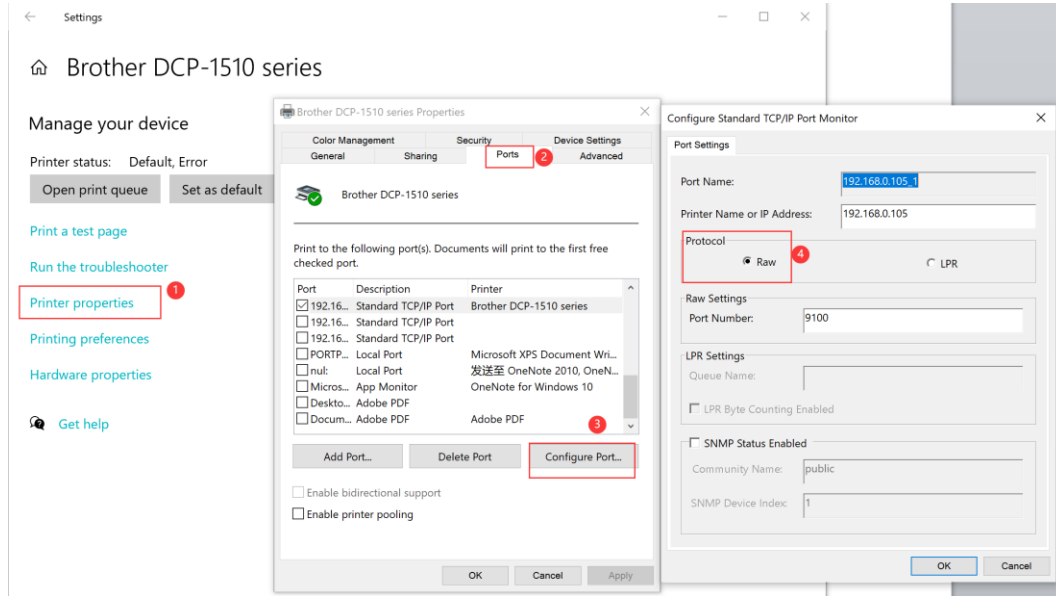 Settings
Brother DCP-1510 series
Manage your device
Printer status: Default, Error
Open print queue Set as default
Print a test page
Run the troubleshooter
1
Printer properties
Printing preferences
Hardware properties
Get help
Brother DCP-1510 series Properties
Color Management Security Device Settings
General Sharing Ports 2 Advanced
Brother DCP-1510 series
Print to the following port(s). Documents will print to the first free
checked port.
Port Description Printer
192.16... Standard TCP/IP Port Brother DCP-1510 series
192.16... Standard TCP/IP Port
192.16... Standard TCP/IP Port
PORTP... Local Port Microsoft XPS Document Wri...
nul: Local Port 发送至 OneNote 2010, OneN...
Micros... App Monitor OneNote for Windows 10
Deskto... Adobe PDF
Docum... Adobe PDF Adobe PDF
3
Add Port... Delete Port Configure Port...
Enable bidirectional support
Enable printer pooling
OK Cancel Apply
Configure Standard TCP/IP Port Monitor
Port Settings
Port Name: 192.168.0.105_1
Printer Name or IP Address: 192.168.0.105
Protocol
4
Raw LPR
Raw Settings
Port Number: 9100
LPR Settings
Queue Name:
LPR Byte Counting Enabled
SNMP Status Enabled
Community Name: public
SNMP Device Index: 1
OK Cancel